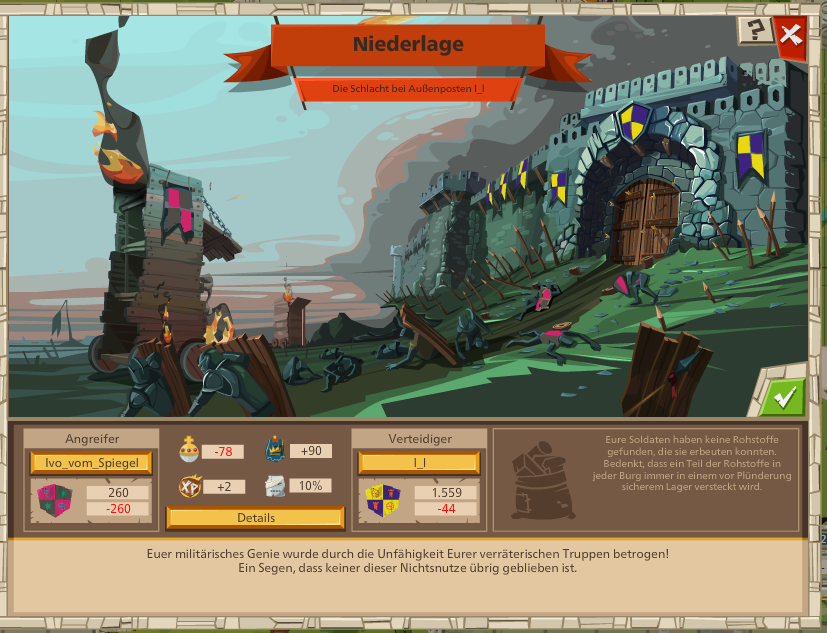 Niederlage
Die Schlacht bei Außenposten l_l
?
Angreifer
Ivo_vom_Spiegel
260
-260
-78
+90
XP
+2
10%
Details
Verteidiger
l_l
1.559
-44
Eure Soldaten haben keine Rohstoffe
gefunden, die sie erbeuten konnten.
Bedenkt, dass ein Teil der Rohstoffe in
jeder Burg immer in einem vor Plünderung
sicherem Lager versteckt wird.
Euer militärisches Genie wurde durch die Unfähigkeit Eurer verräterischen Truppen betrogen!
Ein Segen, dass keiner dieser Nichtsnutze übrig geblieben ist.